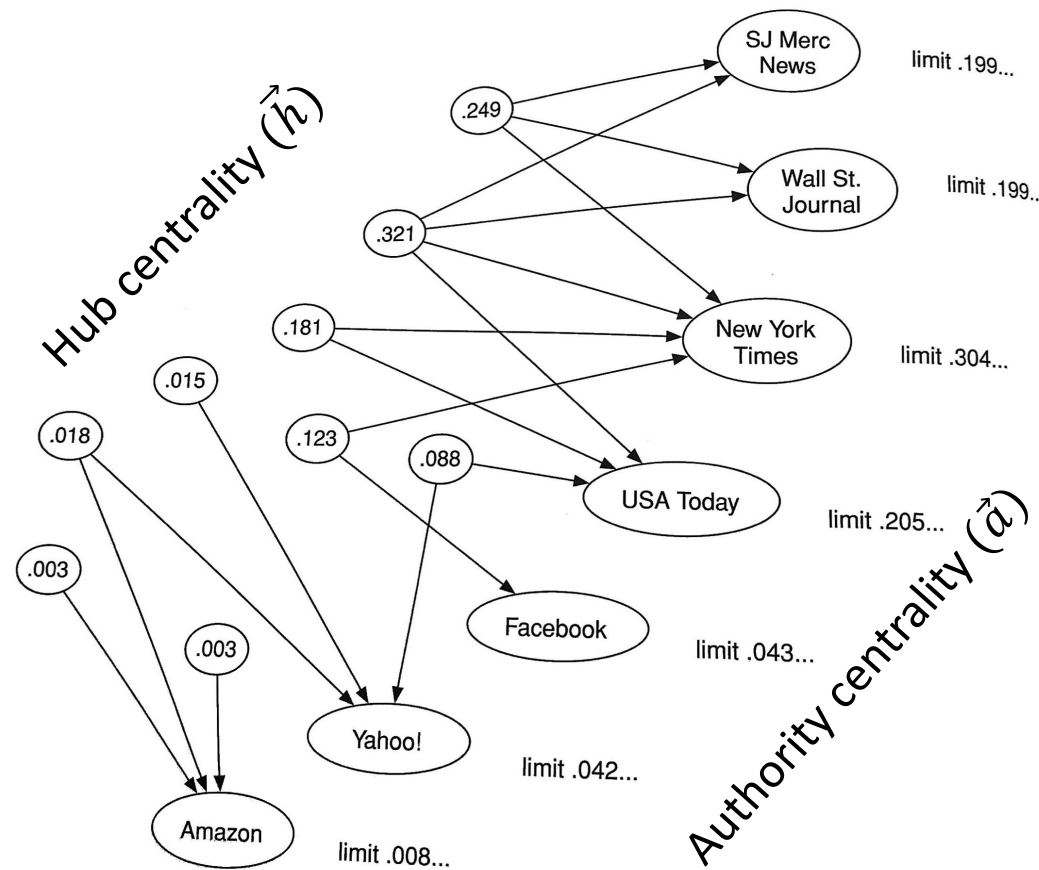 Hub centrality (h⃗)
SJ Merc
News
limit .199...
.249
Wall St.
Journal
limit .199..
.321
.181
New York
Times
limit .304...
.015
.018
.123
.088
USA Today
limit .205...
.003
Facebook
limit .043...
.003
Yahoo!
limit .042...
Amazon
limit .008...
Authority centrality (a⃗)